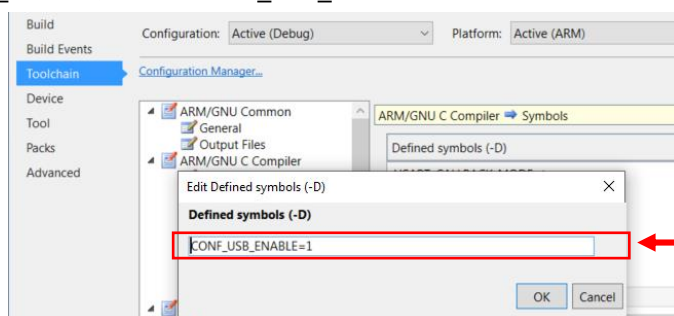 Build
Build Events
Toolchain
Device
Tool
Packs
Advanced
Configuration: Active (Debug) Platform: Active (ARM)
Configuration Manager...
ARM/GNU Common
General
Output Files
ARM/GNU C Compiler
ARM/GNU C Compiler ➡ Symbols
Defined symbols (-D)
Edit Defined symbols (-D)
Defined symbols (-D)
CONF_USB_ENABLE=1
OK Cancel